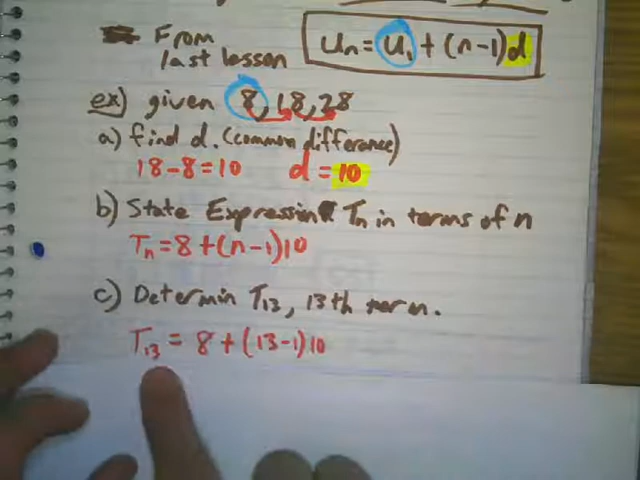 From
last lesson
Un = U1 + (n-1)d
ex) given 8, 18, 28
a) find d. (common difference)
18-8=10 d = 10
b) State Expressin Tn in terms of n
Tn = 8 + (n-1)10
c) Determin T13, 13th term.
T13 = 8 + (13-1)10